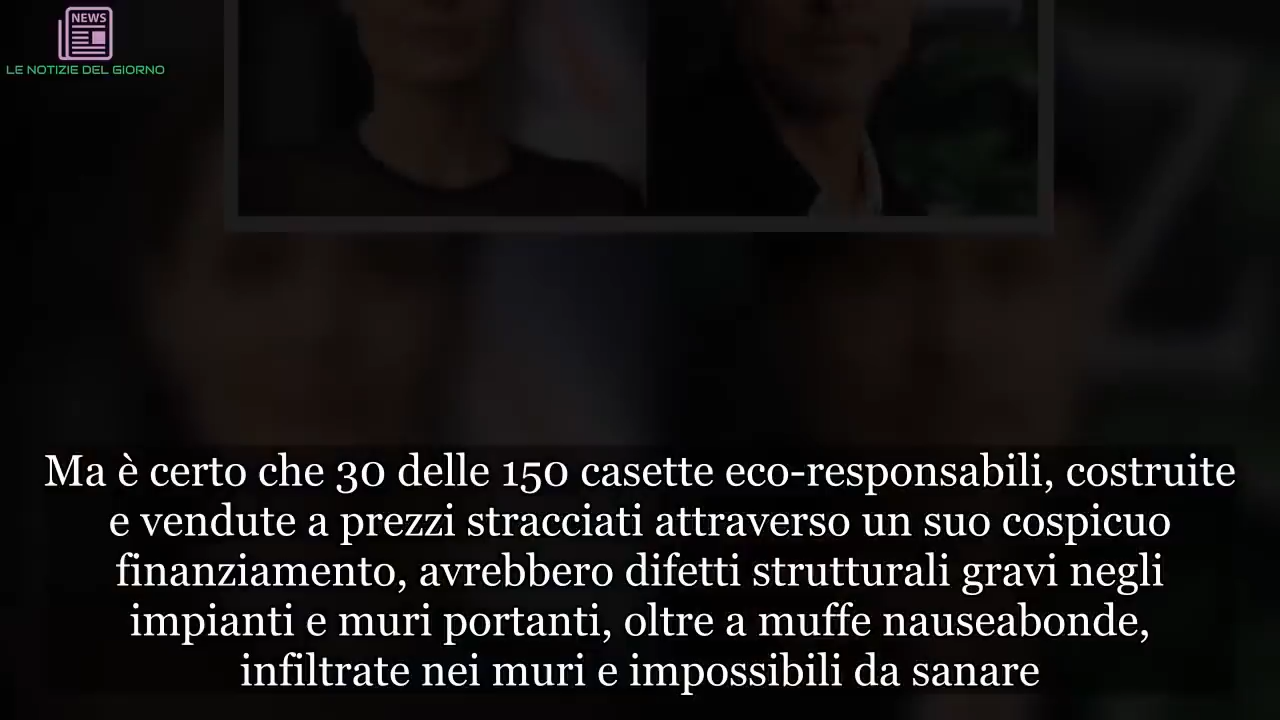 NEWS
LE NOTIZIE DEL GIORNO
Ma è certo che 30 delle 150 casette eco-responsabili, costruite
e vendute a prezzi stracciati attraverso un suo cospicuo
finanziamento, avrebbero difetti strutturali gravi negli
impianti e muri portanti, oltre a muffe nauseabonde,
infiltrate nei muri e impossibili da sanare